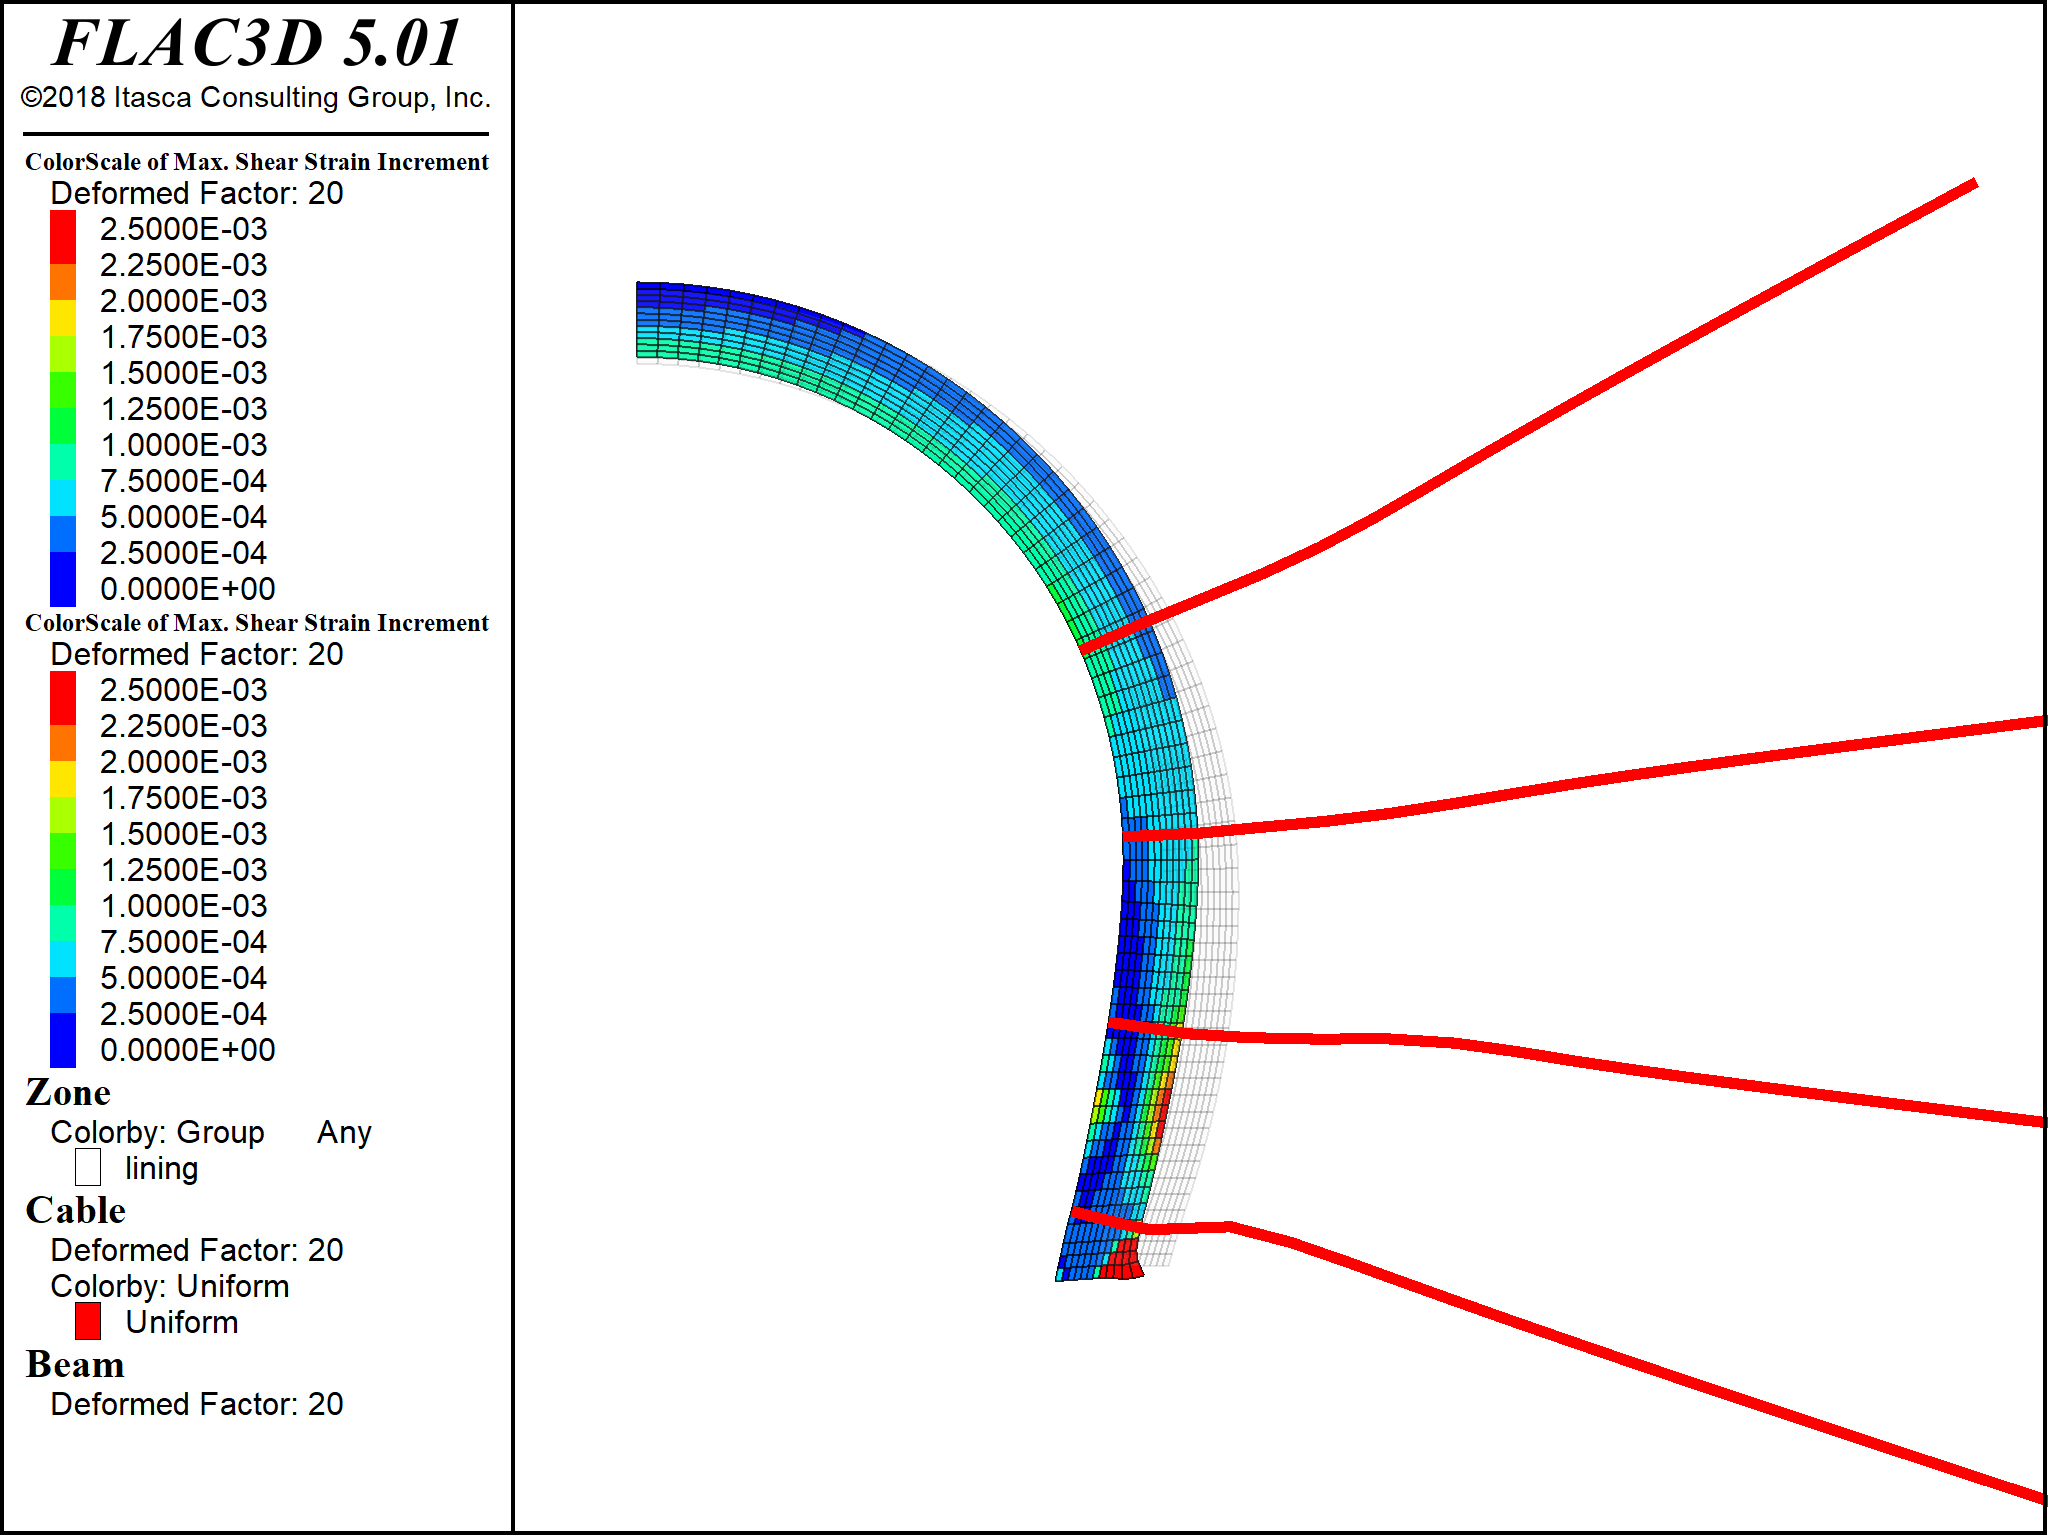 FLAC3D 5.01
©2018 Itasca Consulting Group, Inc.
ColorScale of Max. Shear Strain Increment
Deformed Factor: 20
2.5000E-03
2.2500E-03
2.0000E-03
1.7500E-03
1.5000E-03
1.2500E-03
1.0000E-03
7.5000E-04
5.0000E-04
2.5000E-04
0.0000E+00
ColorScale of Max. Shear Strain Increment
Deformed Factor: 20
2.5000E-03
2.2500E-03
2.0000E-03
1.7500E-03
1.5000E-03
1.2500E-03
1.0000E-03
7.5000E-04
5.0000E-04
2.5000E-04
0.0000E+00
Zone
Colorby: Group Any
lining
Cable
Deformed Factor: 20
Colorby: Uniform
Uniform
Beam
Deformed Factor: 20